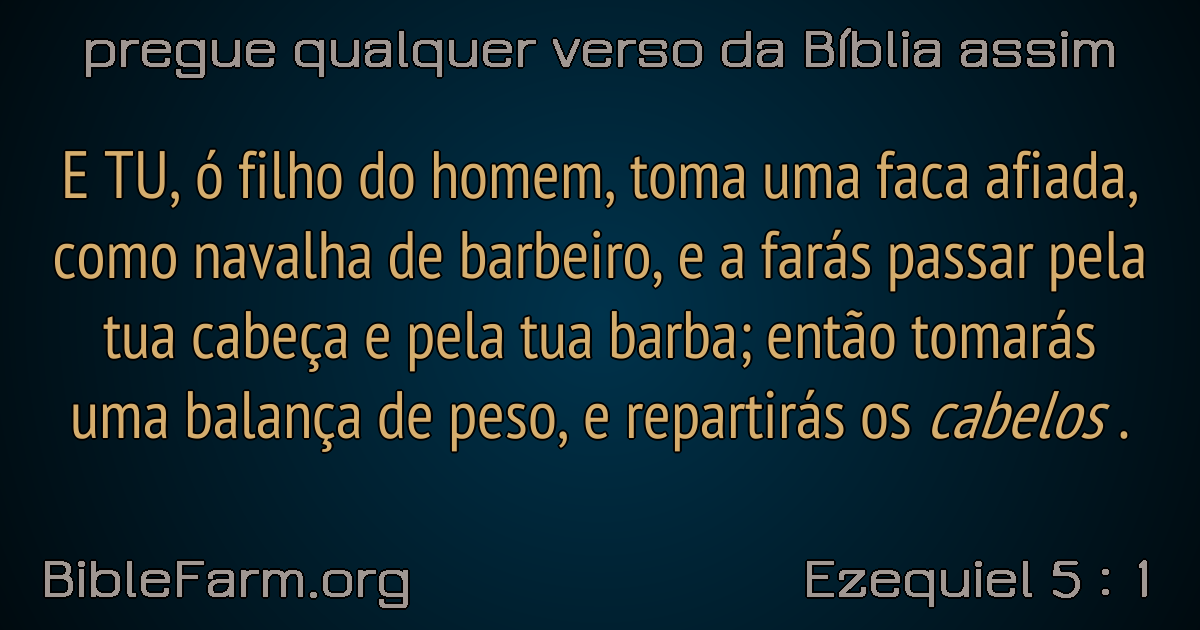 pregue qualquer verso da Bíblia assim
E TU, ó filho do homem, toma uma faca afiada,
como navalha de barbeiro, e a farás passar pela
tua cabeça e pela tua barba; então tomarás
uma balança de peso, e repartirás os cabelos .
BibleFarm.org
Ezequiel 5 : 1